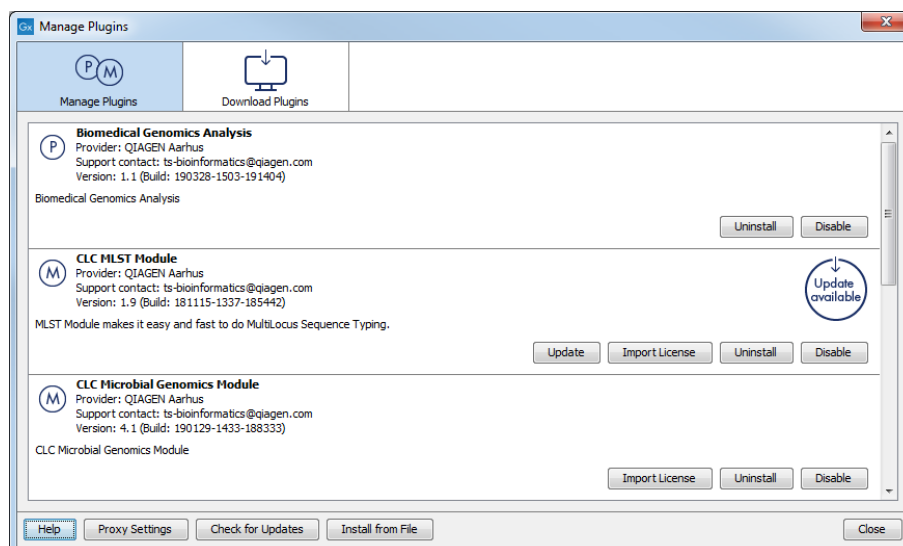 Gx Manage Plugins
P M
Manage Plugins
Download Plugins
P
Biomedical Genomics Analysis
Provider: QIAGEN Aarhus
Support contact: ts-bioinformatics@qiagen.com
Version: 1.1 (Build: 190328-1503-191404)
Biomedical Genomics Analysis
Uninstall Disable
M
CLC MLST Module
Provider: QIAGEN Aarhus
Support contact: ts-bioinformatics@qiagen.com
Version: 1.9 (Build: 181115-1337-185442)
Update
available
MLST Module makes it easy and fast to do MultiLocus Sequence Typing.
Update Import License Uninstall Disable
M
CLC Microbial Genomics Module
Provider: QIAGEN Aarhus
Support contact: ts-bioinformatics@qiagen.com
Version: 4.1 (Build: 190129-1433-188333)
CLC Microbial Genomics Module
Import License Uninstall Disable
Help Proxy Settings Check for Updates Install from File Close